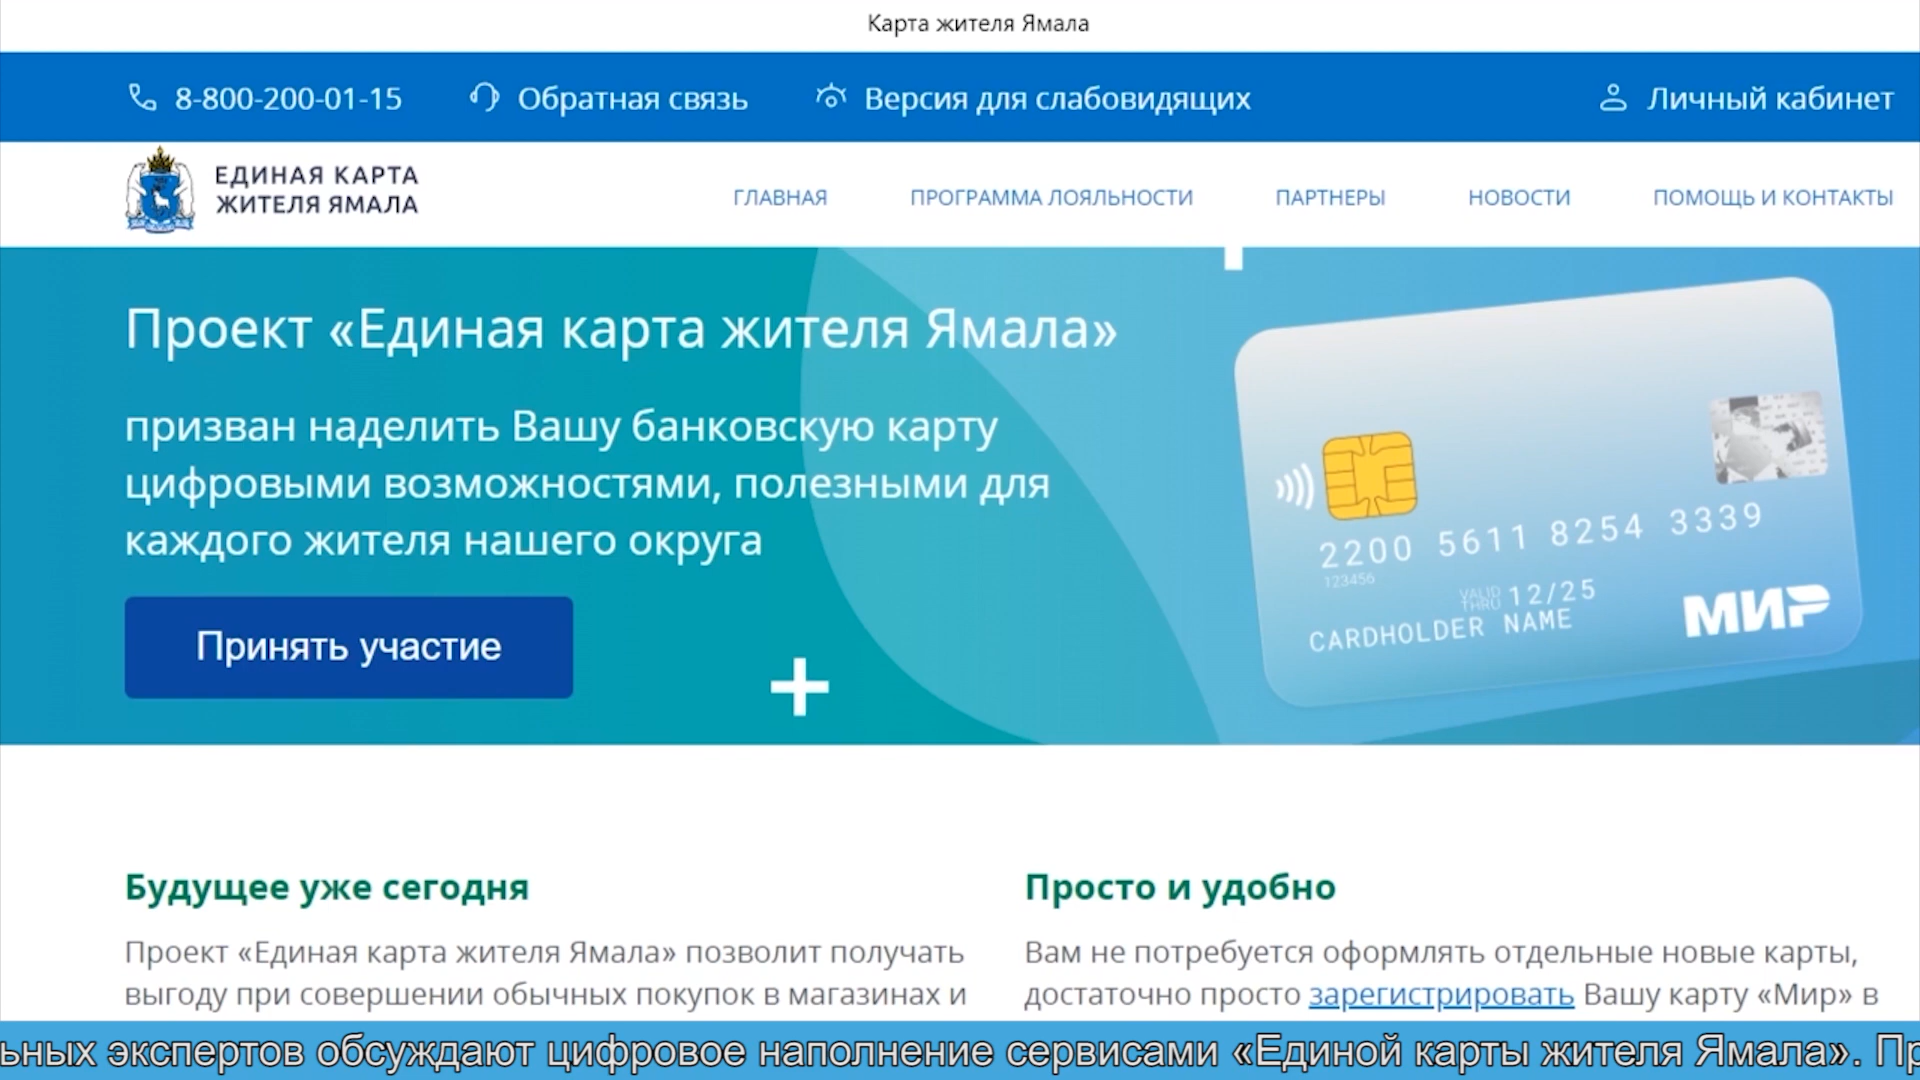 Карта жителя Ямала
8-800-200-01-15 Обратная связь Версия для слабовидящих Личный кабинет
ЕДИНАЯ КАРТА
ЖИТЕЛЯ ЯМАЛА
ГЛАВНАЯ ПРОГРАММА ЛОЯЛЬНОСТИ ПАРТНЕРЫ НОВОСТИ ПОМОЩЬ И КОНТАКТЫ
Проект «Единая карта жителя Ямала»
призван наделить Вашу банковскую карту
цифровыми возможностями, полезными для
каждого жителя нашего округа
Принять участие
2200 5611 8254 3339
123456
VALID
THRU 12/25
CARDHOLDER NAME
МИР
Будущее уже сегодня
Проект «Единая карта жителя Ямала» позволит получать
выгоду при совершении обычных покупок в магазинах и
Просто и удобно
Вам не потребуется оформлять отдельные новые карты,
достаточно просто зарегистрировать Вашу карту «Мир» в
ьных экспертов обсуждают цифровое наполнение сервисами «Единой карты жителя Ямала». Пр